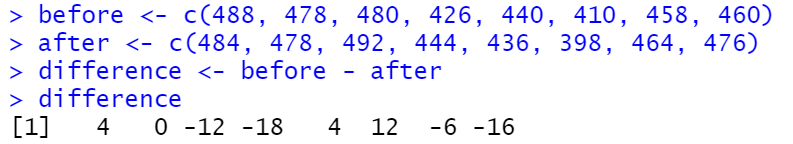 > before <- c(488, 478, 480, 426, 440, 410, 458, 460)
> after <- c(484, 478, 492, 444, 436, 398, 464, 476)
> difference <- before - after
> difference
[1]   4   0 -12 -18   4  12  -6 -16